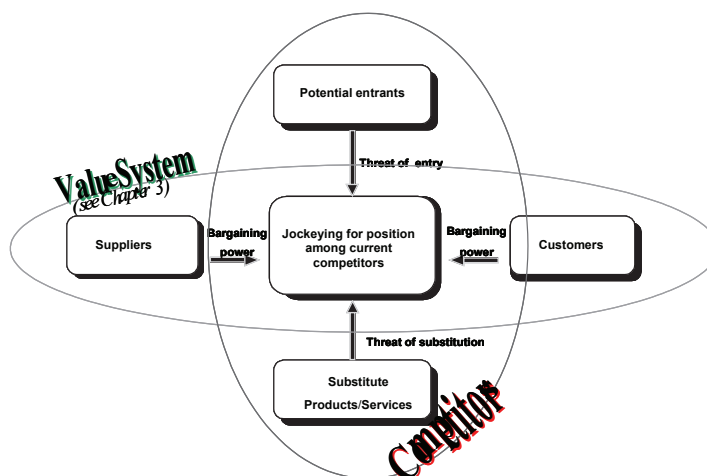 Potential entrants
Threat of entry
ValueSystem
(see Chapter 3)
Suppliers
Bargaining
power
Jockeying for position
among current
competitors
Bargaining
power
Customers
Threat of substitution
Substitute
Products/Services
Competitors